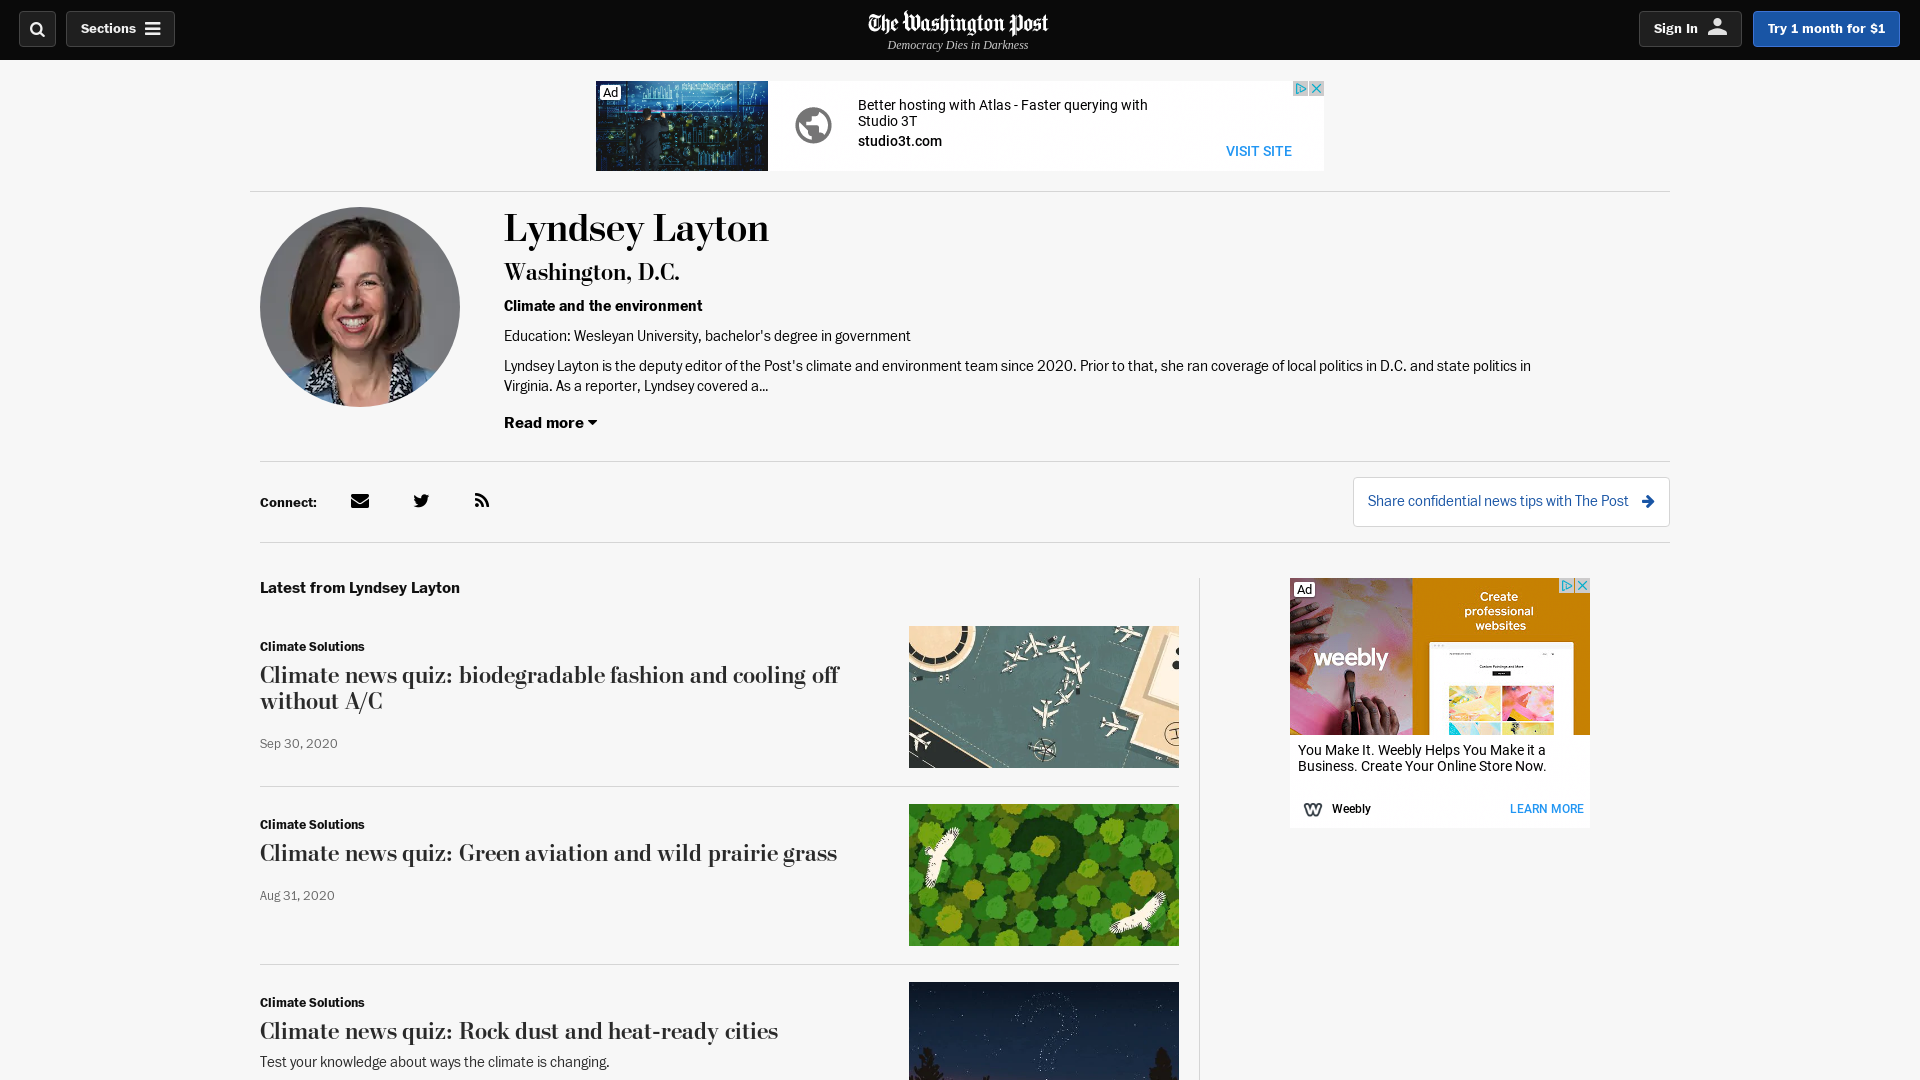 Sections
The Washington Post
Democracy Dies in Darkness
Sign In
Try 1 month for $1
Ad
Better hosting with Atlas - Faster querying with
Studio 3T
studio3t.com
VISIT SITE
Lyndsey Layton
Washington, D.C.
Climate and the environment
Education: Wesleyan University, bachelor's degree in government
Lyndsey Layton is the deputy editor of the Post's climate and environment team since 2020. Prior to that, she ran coverage of local politics in D.C. and state politics in
Virginia. As a reporter, Lyndsey covered a...
Read more
Connect:
Share confidential news tips with The Post
Latest from Lyndsey Layton
Climate Solutions
Climate news quiz: biodegradable fashion and cooling off
without A/C
Sep 30, 2020
Climate Solutions
Climate news quiz: Green aviation and wild prairie grass
Aug 31, 2020
Climate Solutions
Climate news quiz: Rock dust and heat-ready cities
Test your knowledge about ways the climate is changing.
Ad
Create
professional
websites
weebly
You Make It. Weebly Helps You Make it a
Business. Create Your Online Store Now.
Weebly
LEARN MORE